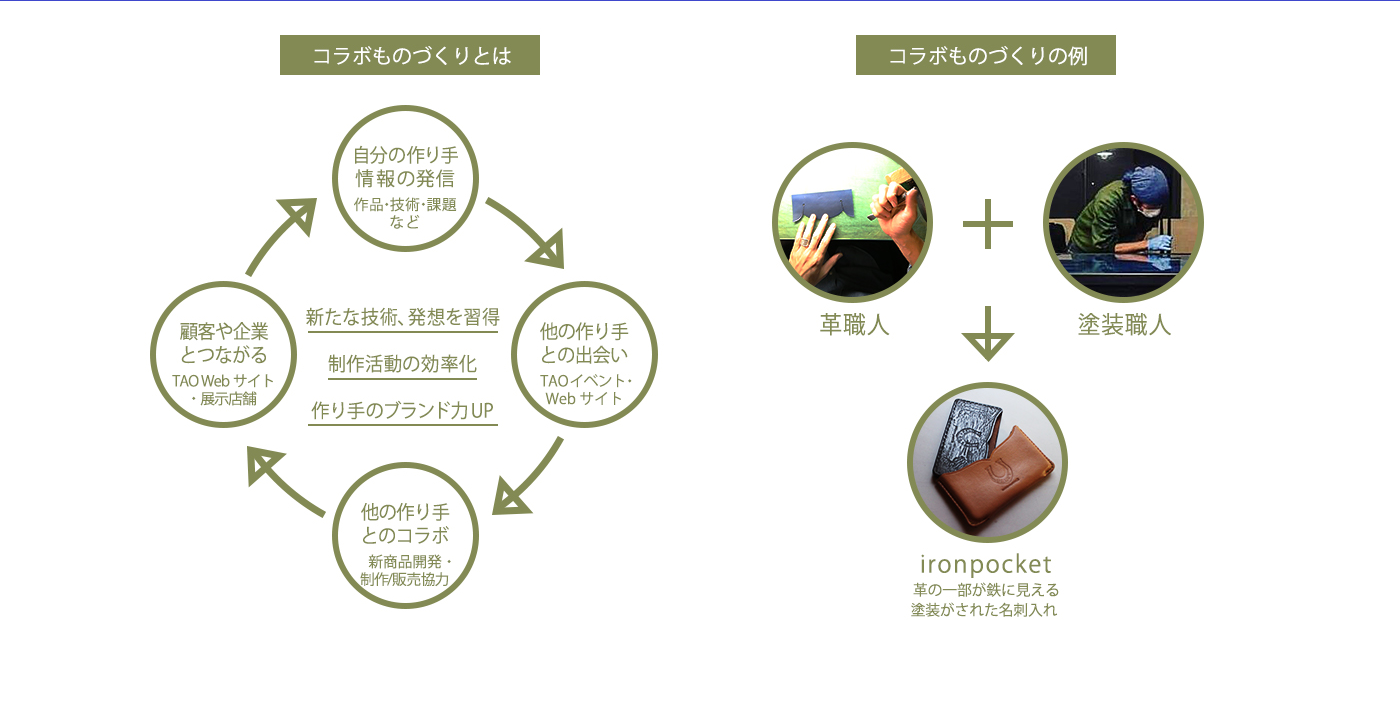 コラボものづくりとは
自分の作り手
情報の発信
作品・技術・課題
など
顧客や企業
とつながる
TAO Web サイト
・展示店舗
新たな技術、発想を習得
制作活動の効率化
作り手のブランド力UP
他の作り手
との出会い
TAOイベント・
Web サイト
他の作り手
とのコラボ
新商品開発・
制作/販売協力
コラボものづくりの例
革職人
塗装職人
ironpocket
革の一部が鉄に見える
塗装がされた名刺入れ